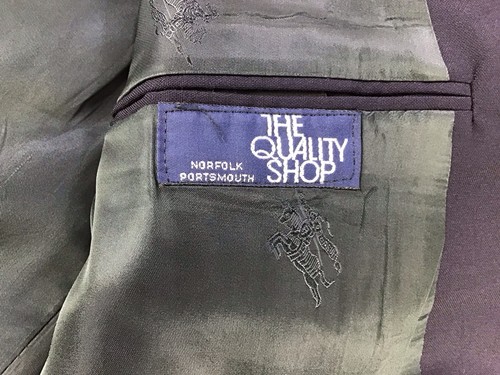 THE
QUALITY
SHOP
NORFOLK
PORTSMOUTH